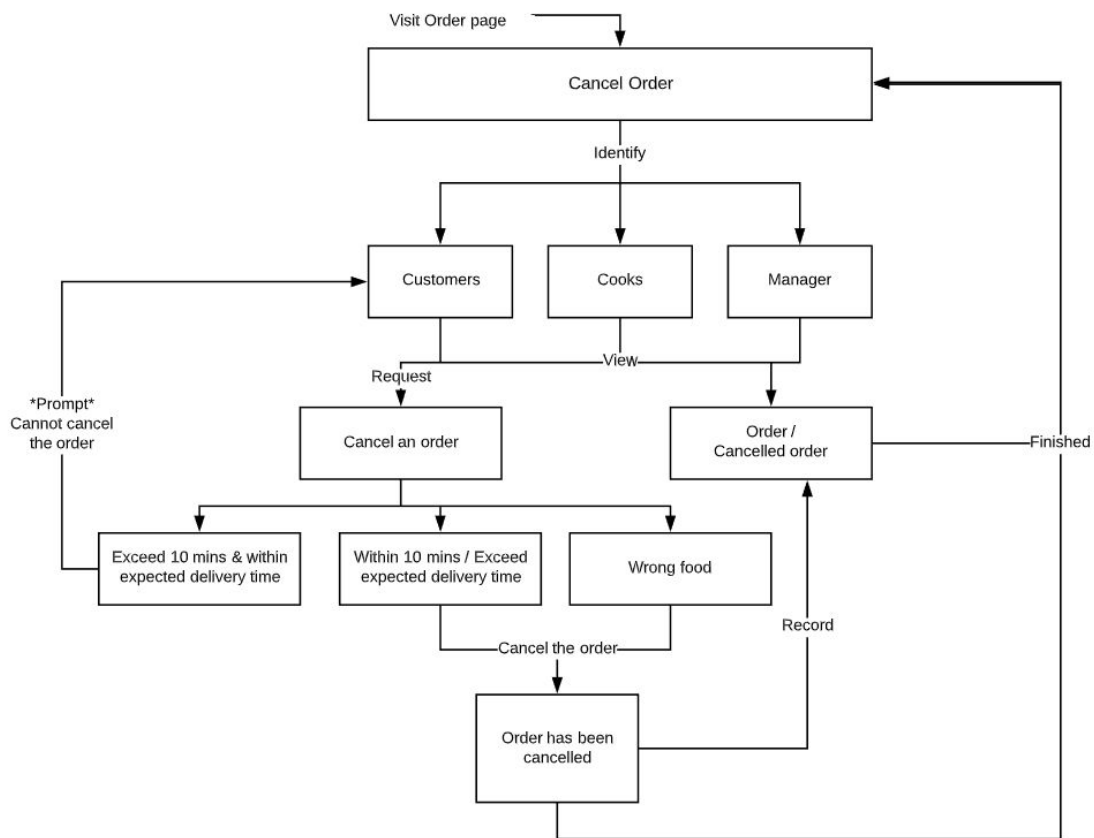 Visit Order page
Cancel Order
Identify
Customers
Cooks
Manager
View
Request
*Prompt*
Cannot cancel
the order
Cancel an order
Order /
Cancelled order
Finished
Exceed 10 mins & within
expected delivery time
Within 10 mins / Exceed
expected delivery time
Wrong food
Record
Cancel the order
Order has been
cancelled